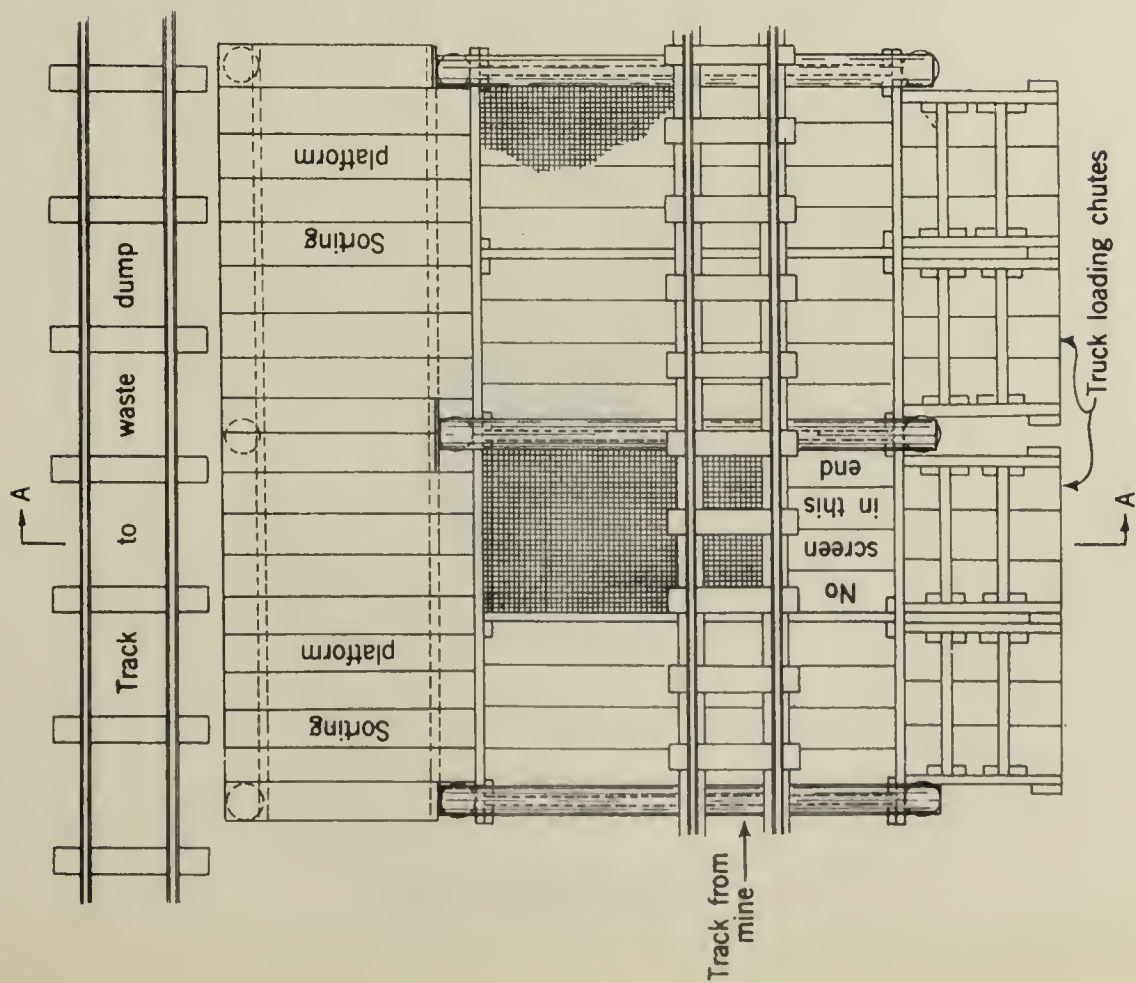 A
Track to waste dump
Sorting platform
Sorting platform
No
screen
in this
end
Track from
mine
Truck loading chutes
A